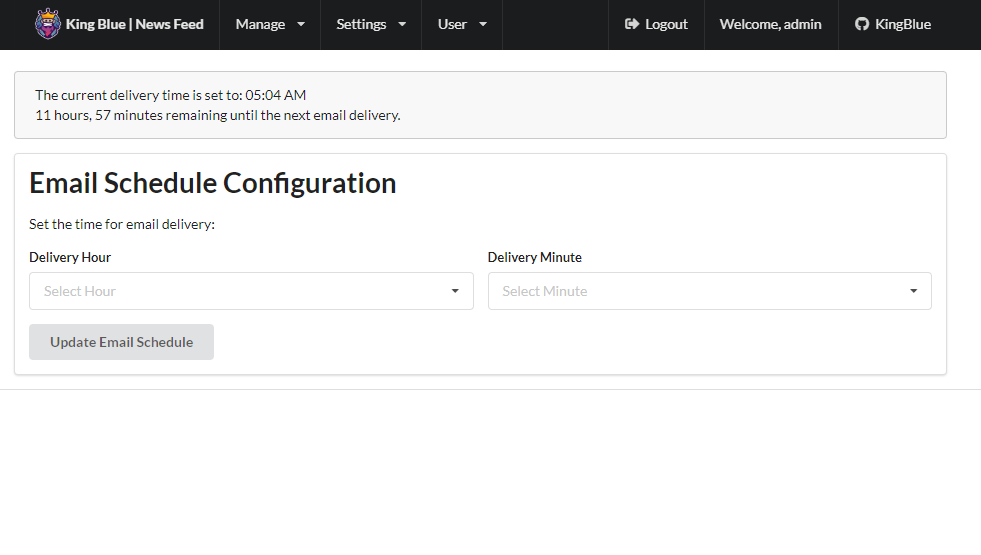 King Blue | News Feed Manage Settings User Logout Welcome, admin KingBlue
The current delivery time is set to: 05:04 AM
11 hours, 57 minutes remaining until the next email delivery.
Email Schedule Configuration
Set the time for email delivery:
Delivery Hour Delivery Minute
Select Hour Select Minute
Update Email Schedule